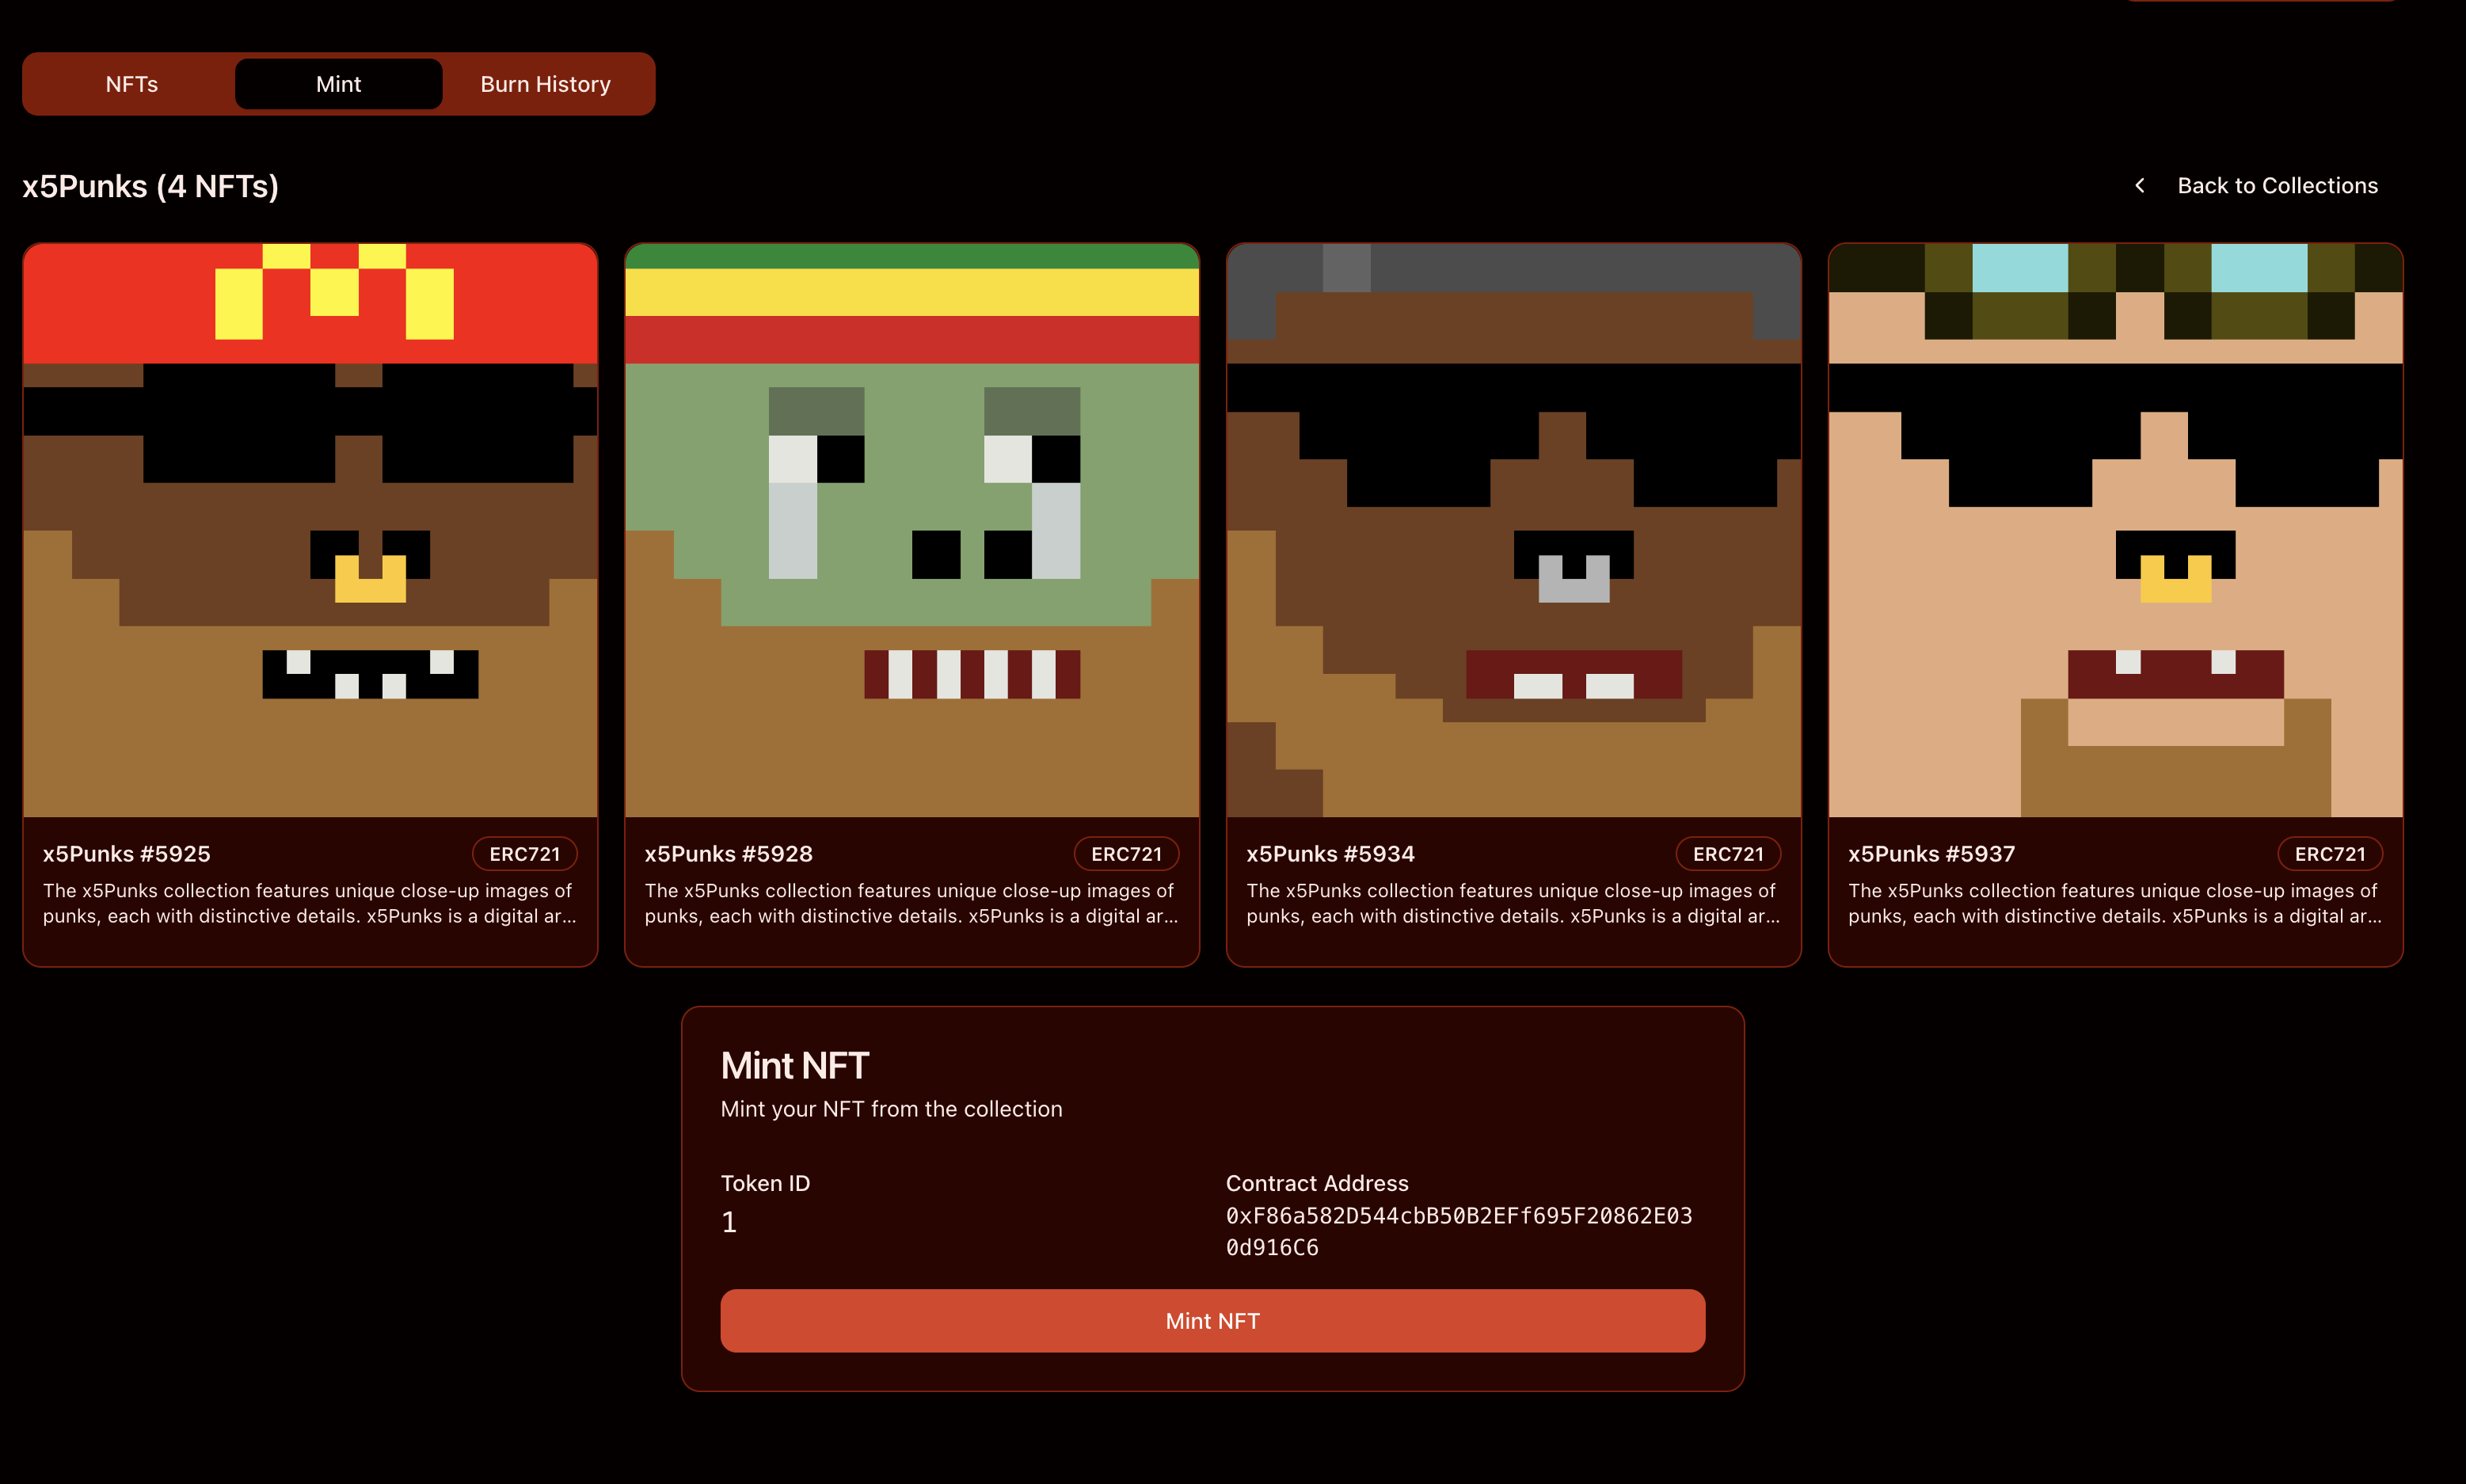 NFTs
Mint
Burn History
x5Punks (4 NFTs)
Back to Collections
x5Punks #5925
ERC721
The x5Punks collection features unique close-up images of
punks, each with distinctive details. x5Punks is a digital ar...
x5Punks #5928
ERC721
The x5Punks collection features unique close-up images of
punks, each with distinctive details. x5Punks is a digital ar...
x5Punks #5934
ERC721
The x5Punks collection features unique close-up images of
punks, each with distinctive details. x5Punks is a digital ar...
x5Punks #5937
ERC721
The x5Punks collection features unique close-up images of
punks, each with distinctive details. x5Punks is a digital ar...
Mint NFT
Mint your NFT from the collection
Token ID
1
Contract Address
0xF86a582D544cbB50B2EFf695F20862E03
0d916C6
Mint NFT